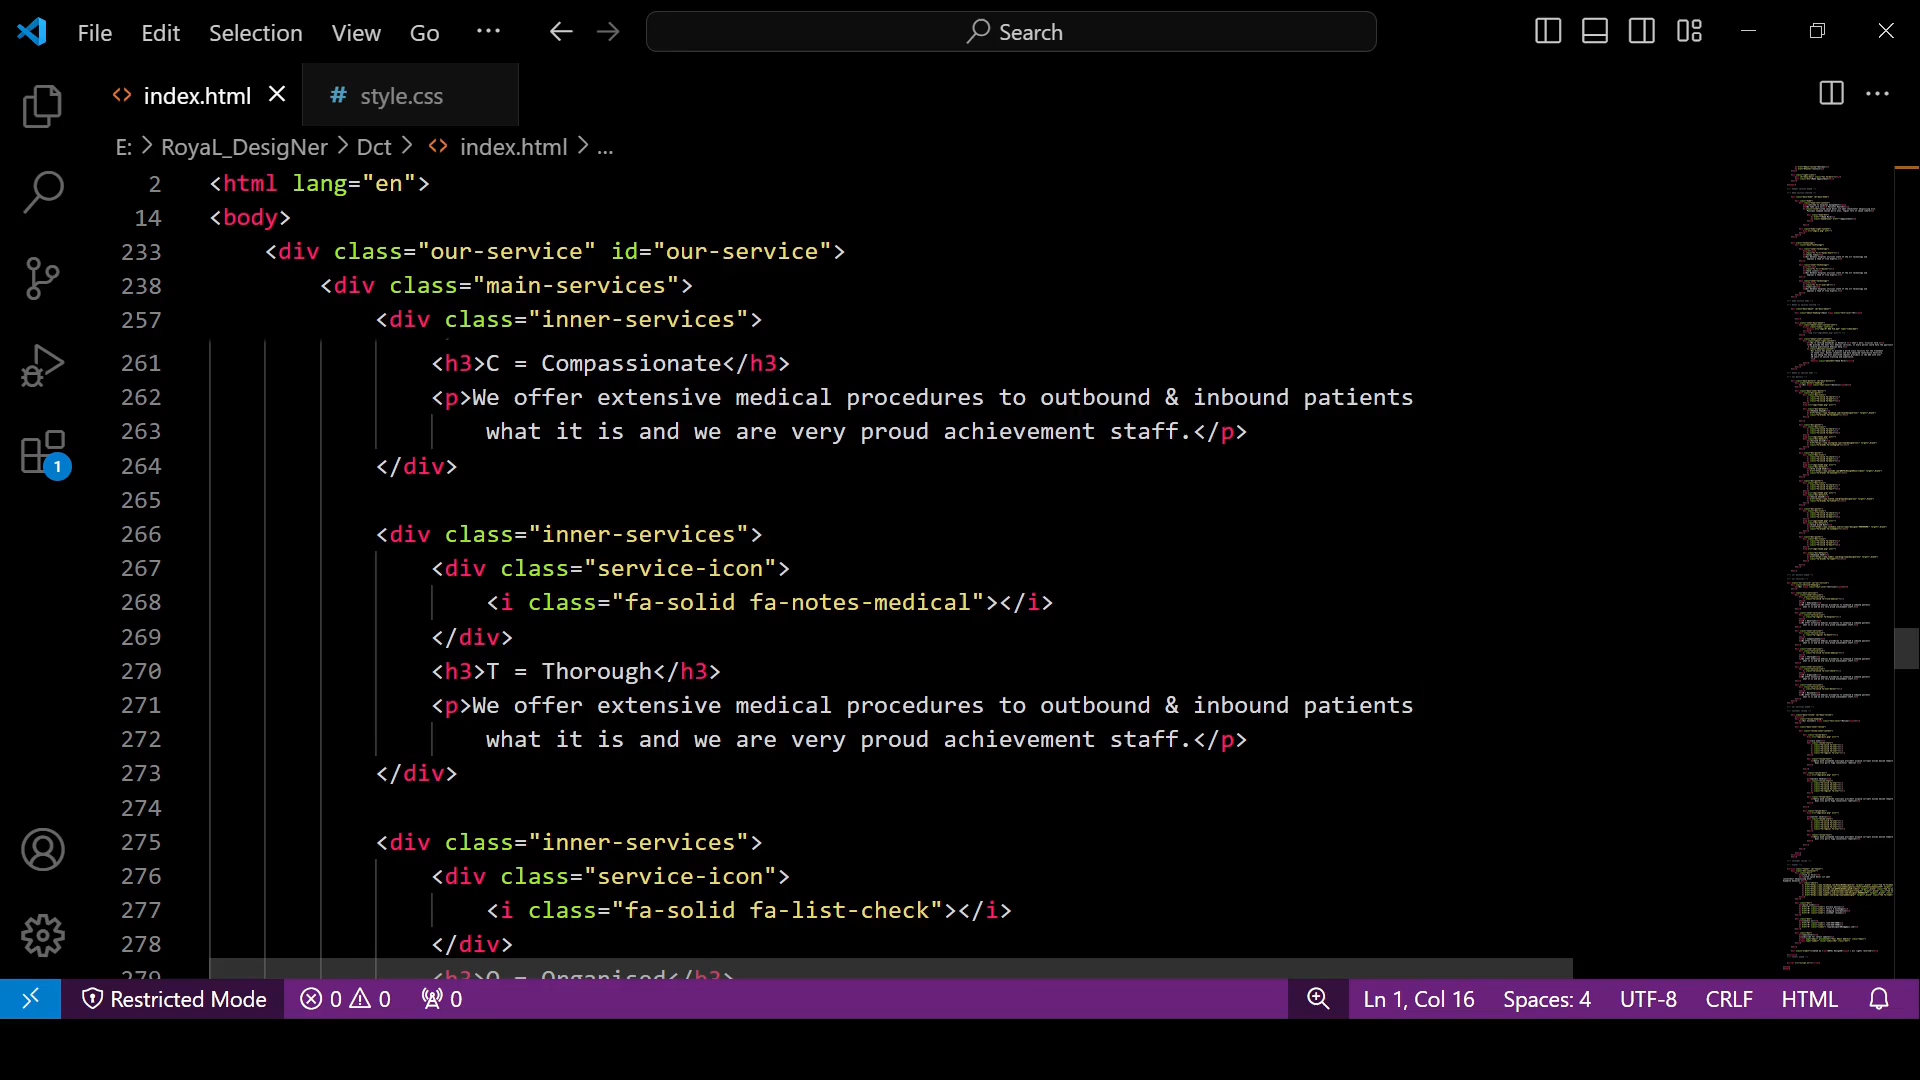 File Edit Selection View Go ··· Search
index.html # style.css
E: > RoyaL_DesigNer > Dct > <> index.html > ...
2 <html lang="en">
14 <body>
233 <div class="our-service" id="our-service">
238 <div class="main-services">
257 <div class="inner-services">
261 <h3>C = Compassionate</h3>
262 <p>We offer extensive medical procedures to outbound & inbound patients
263 what it is and we are very proud achievement staff.</p>
264 </div>
265
266 <div class="inner-services">
267 <div class="service-icon">
268 <i class="fa-solid fa-notes-medical"></i>
269 </div>
270 <h3>T = Thorough</h3>
271 <p>We offer extensive medical procedures to outbound & inbound patients
272 what it is and we are very proud achievement staff.</p>
273 </div>
274
275 <div class="inner-services">
276 <div class="service-icon">
277 <i class="fa-solid fa-list-check"></i>
278 </div>
279 <h3>O = Organised</h3>
1
Restricted Mode 0 0 0 Ln 1, Col 16 Spaces: 4 UTF-8 CRLF HTML